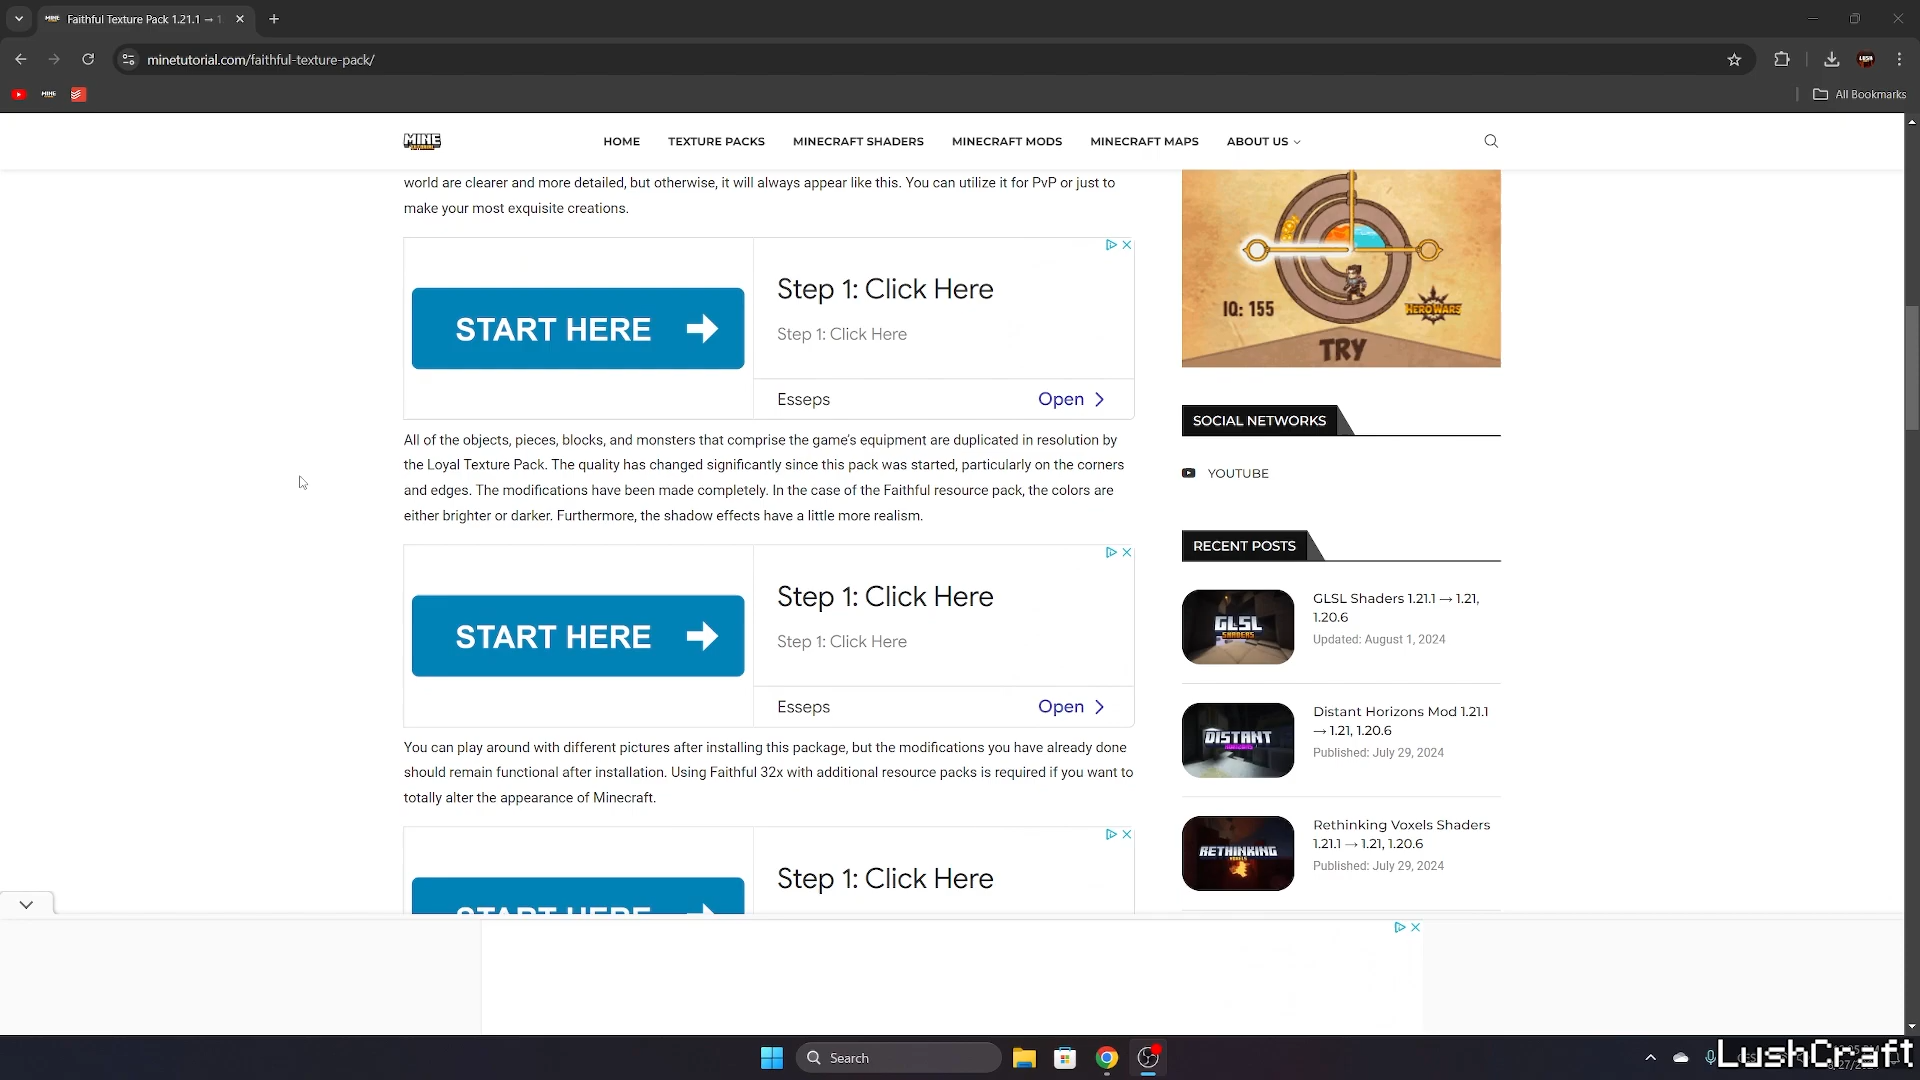 Faithful Texture Pack 1.21.1 → 1
minetutorial.com/faithful-texture-pack/
All Bookmarks
MINE
HOME
TEXTURE PACKS
MINECRAFT SHADERS
MINECRAFT MODS
MINECRAFT MAPS
ABOUT US
world are clearer and more detailed, but otherwise, it will always appear like this. You can utilize it for PvP or just to
make your most exquisite creations.
START HERE
Step 1: Click Here
Step 1: Click Here
Esseps
Open
All of the objects, pieces, blocks, and monsters that comprise the game's equipment are duplicated in resolution by
the Loyal Texture Pack. The quality has changed significantly since this pack was started, particularly on the corners
and edges. The modifications have been made completely. In the case of the Faithful resource pack, the colors are
either brighter or darker. Furthermore, the shadow effects have a little more realism.
START HERE
Step 1: Click Here
Step 1: Click Here
Esseps
Open
You can play around with different pictures after installing this package, but the modifications you have already done
should remain functional after installation. Using Faithful 32x with additional resource packs is required if you want to
totally alter the appearance of Minecraft.
START HERE
Step 1: Click Here
IQ: 155
HERO WARS
TRY
SOCIAL NETWORKS
YOUTUBE
RECENT POSTS
GLSL
SHADERS
GLSL Shaders 1.21.1 → 1.21,
1.20.6
Updated: August 1, 2024
DISTANT
HORIZONS
Distant Horizons Mod 1.21.1
→ 1.21, 1.20.6
Published: July 29, 2024
RETHINKING
VOXELS
Rethinking Voxels Shaders
1.21.1 → 1.21, 1.20.6
Published: July 29, 2024
Search
LushCraft